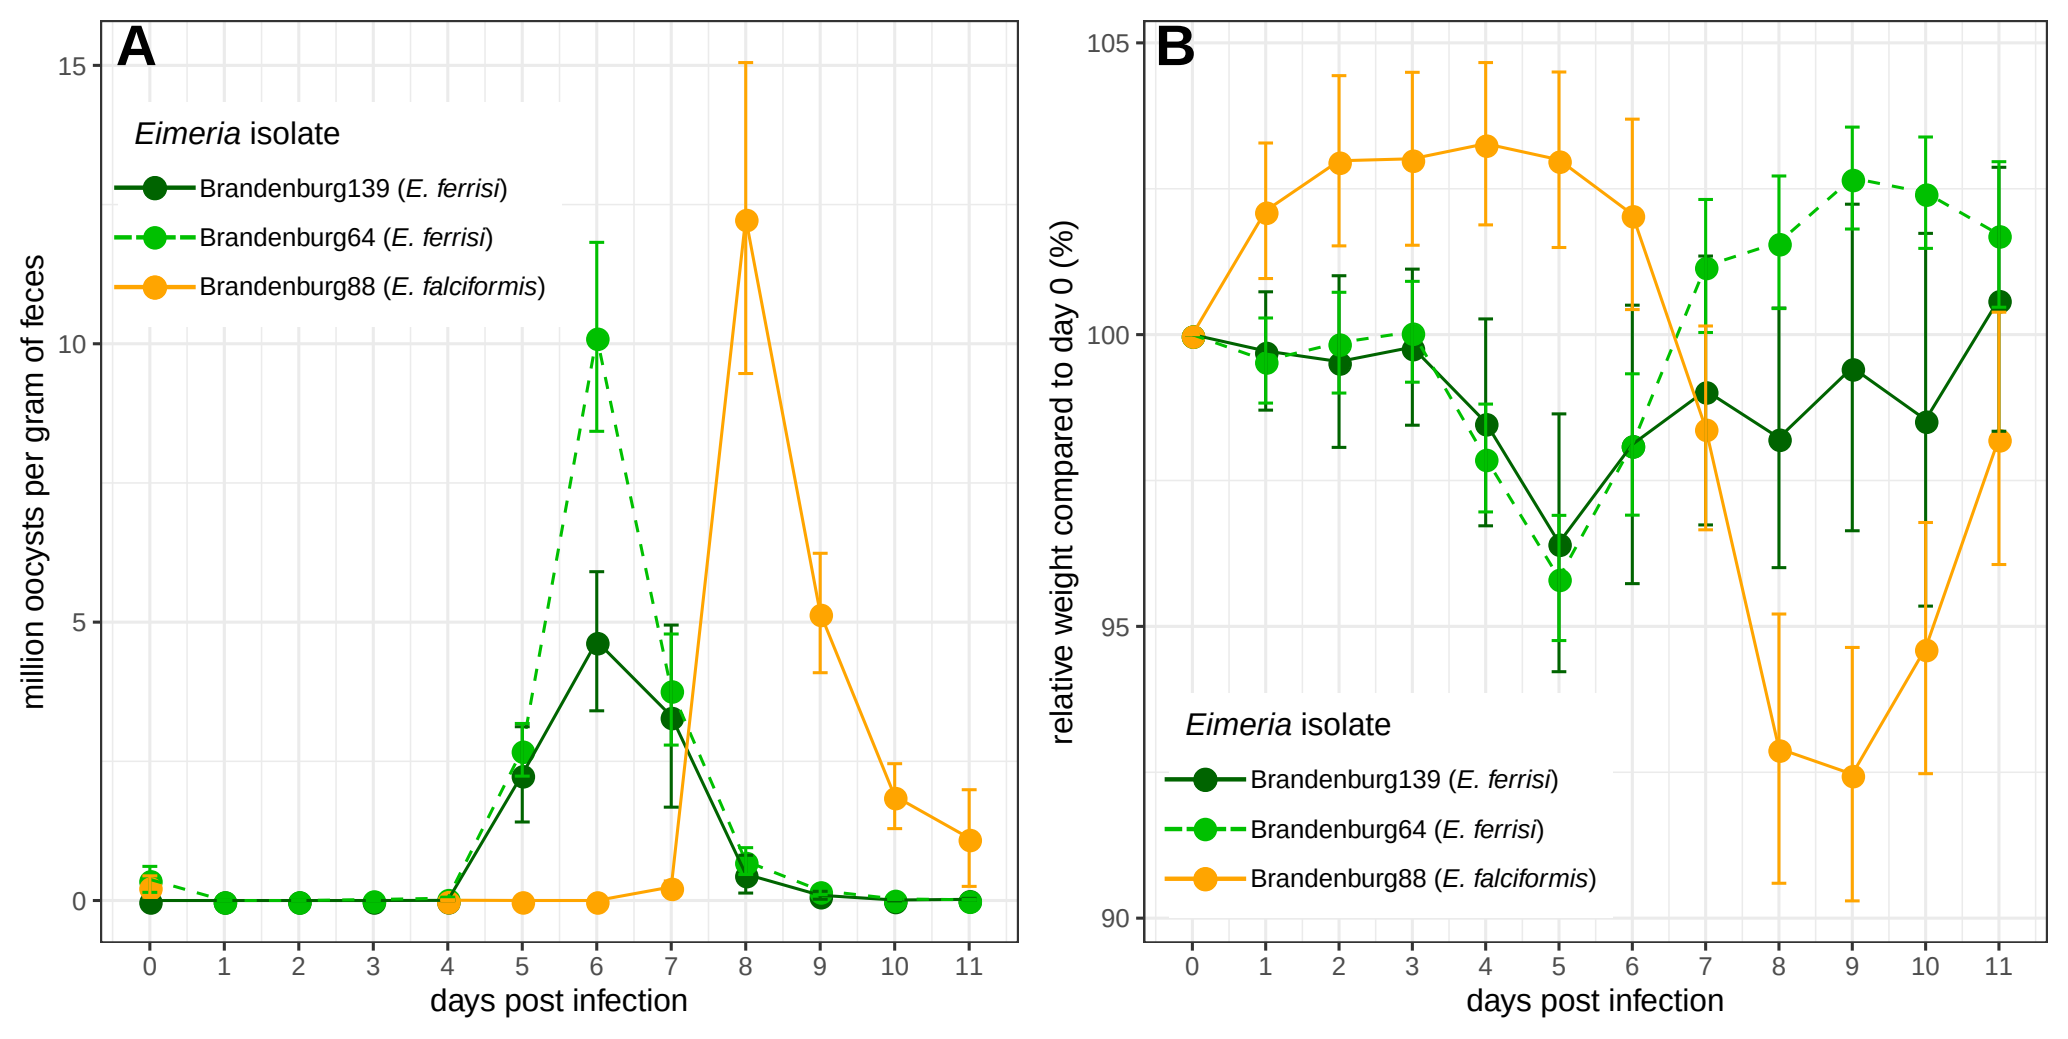 A
15
10
5
0
million oocysts per gram of feces
Eimeria isolate
Brandenburg139 (E. ferrisi)
Brandenburg64 (E. ferrisi)
Brandenburg88 (E. falciformis)
0 1 2 3 4 5 6 7 8 9 10 11
days post infection
B
105
100
95
90
relative weight compared to day 0 (%)
Eimeria isolate
Brandenburg139 (E. ferrisi)
Brandenburg64 (E. ferrisi)
Brandenburg88 (E. falciformis)
0 1 2 3 4 5 6 7 8 9 10 11
days post infection